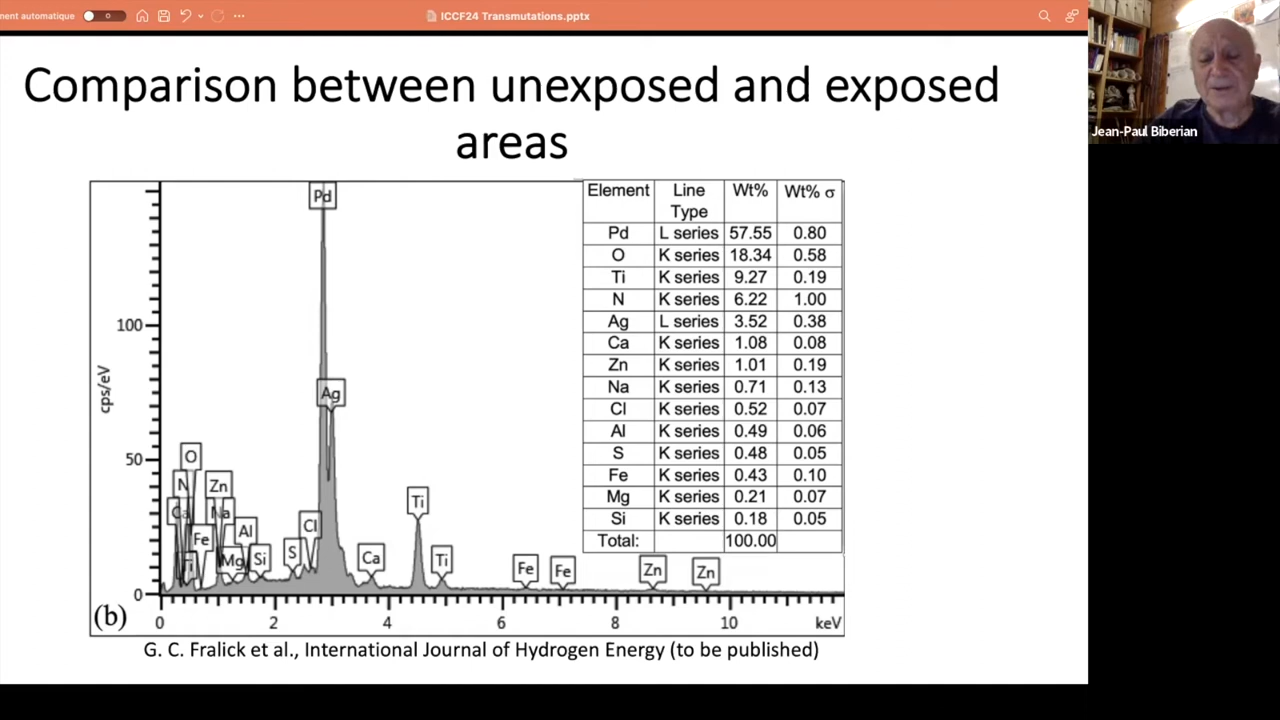 ment automatique
ICCF24 Transmutations.pptx
Jean-Paul Biberian
Comparison between unexposed and exposed
areas
Element Line Type Wt% Wt% σ
Pd L series 57.55 0.80
O K series 18.34 0.58
Ti K series 9.27 0.19
N K series 6.22 1.00
Ag L series 3.52 0.38
Ca K series 1.08 0.08
Zn K series 1.01 0.19
Na K series 0.71 0.13
Cl K series 0.52 0.07
Al K series 0.49 0.06
S K series 0.48 0.05
Fe K series 0.43 0.10
Mg K series 0.21 0.07
Si K series 0.18 0.05
Total: 100.00
cps/eV
100
50
0
Pd
Ag
O
N
Zn
Ca
Na
Fe
Al
Ti
Mg
Si
S
Cl
Ca
Ti
Ti
Fe
Fe
Zn
Zn
(b)
0 2 4 6 8 10 keV
G. C. Fralick et al., International Journal of Hydrogen Energy (to be published)